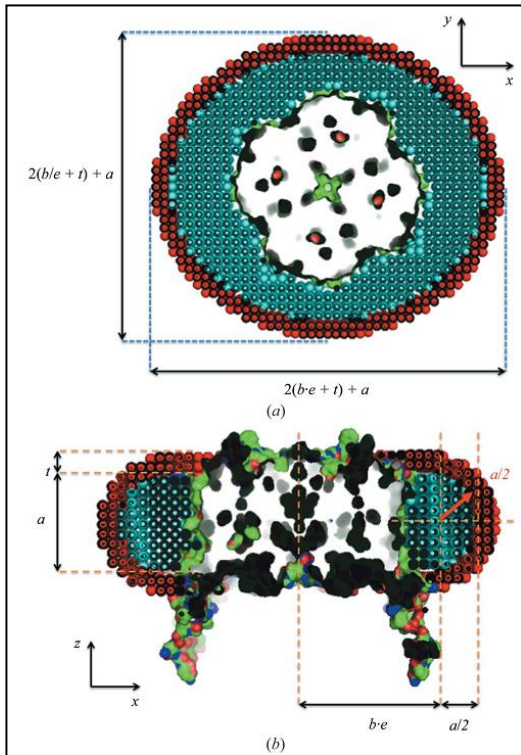 y
x
2(b/e + t) + a
2(b·e + t) + a
(a)
t
a
a/2
z
x
b·e
a/2
(b)